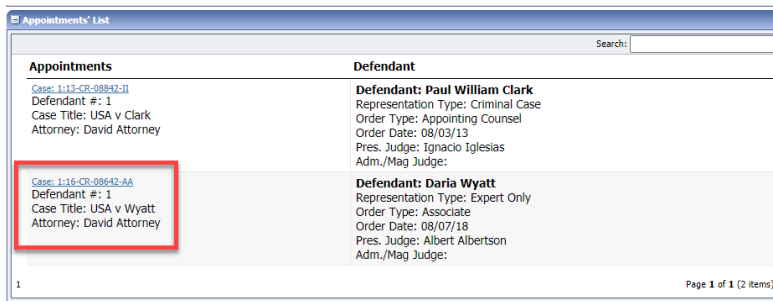 Appointments' List
Search:
Appointments
Defendant
Case: 1:13-CR-08842-II
Defendant #: 1
Case Title: USA v Clark
Attorney: David Attorney
Defendant: Paul William Clark
Representation Type: Criminal Case
Order Type: Appointing Counsel
Order Date: 08/03/13
Pres. Judge: Ignacio Iglesias
Adm./Mag Judge:
Case: 1:16-CR-08642-AA
Defendant #: 1
Case Title: USA v Wyatt
Attorney: David Attorney
Defendant: Daria Wyatt
Representation Type: Expert Only
Order Type: Associate
Order Date: 08/07/18
Pres. Judge: Albert Albertson
Adm./Mag Judge:
1
Page 1 of 1 (2 items)